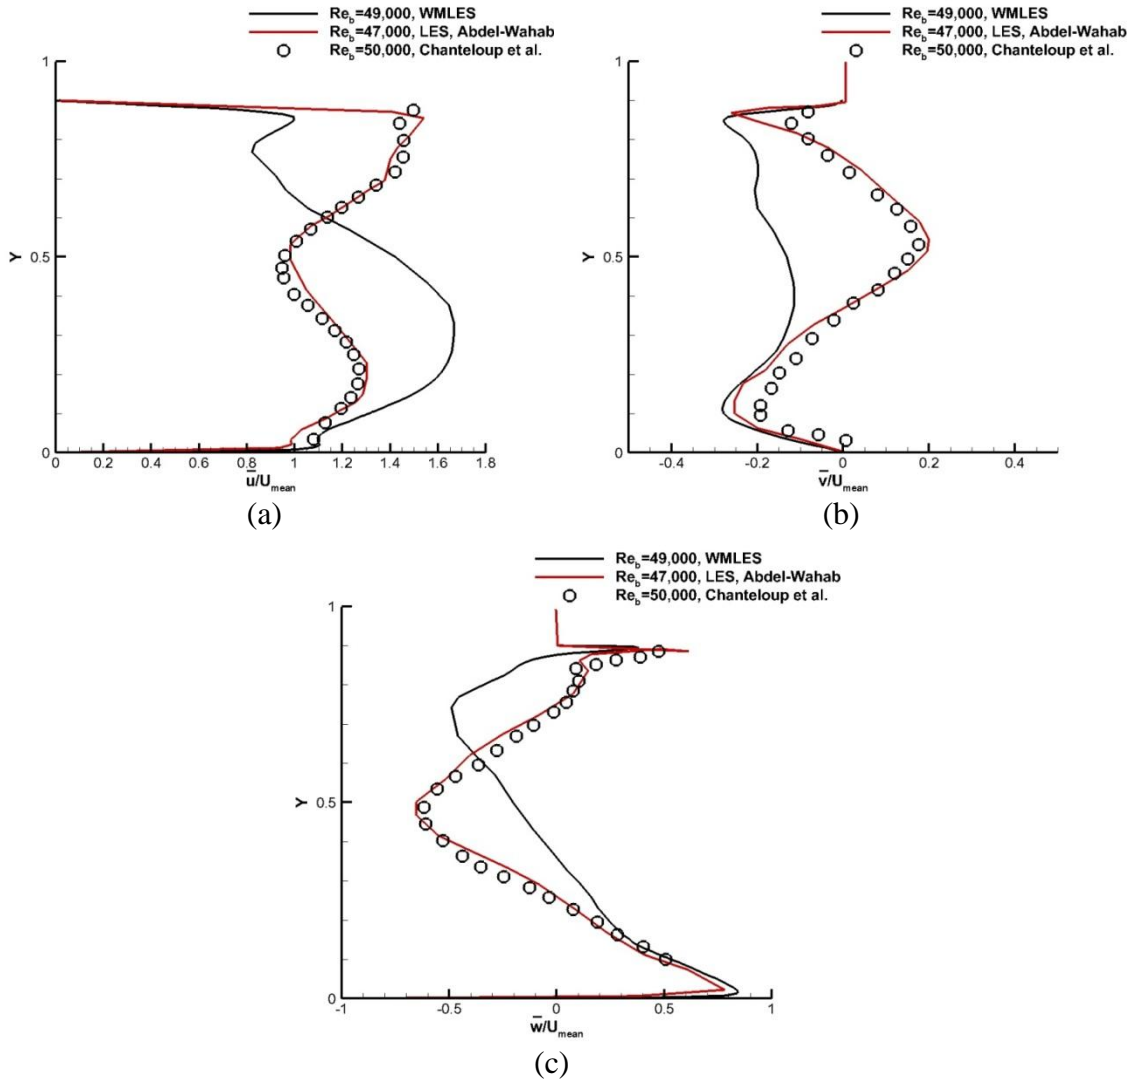 Re_b=49,000, WMLES
Re_b=47,000, LES, Abdel-Wahab
Re_b=50,000, Chanteloup et al.
1
0.5
0
Y
0 0.2 0.4 0.6 0.8 1 1.2 1.4 1.6 1.8
u̅/U_mean
(a)
Re_b=49,000, WMLES
Re_b=47,000, LES, Abdel-Wahab
Re_b=50,000, Chanteloup et al.
1
0.5
0
Y
-0.4 -0.2 0 0.2 0.4
v̅/U_mean
(b)
Re_b=49,000, WMLES
Re_b=47,000, LES, Abdel-Wahab
Re_b=50,000, Chanteloup et al.
1
0.5
0
Y
-1 -0.5 0 0.5 1
w̅/U_mean
(c)